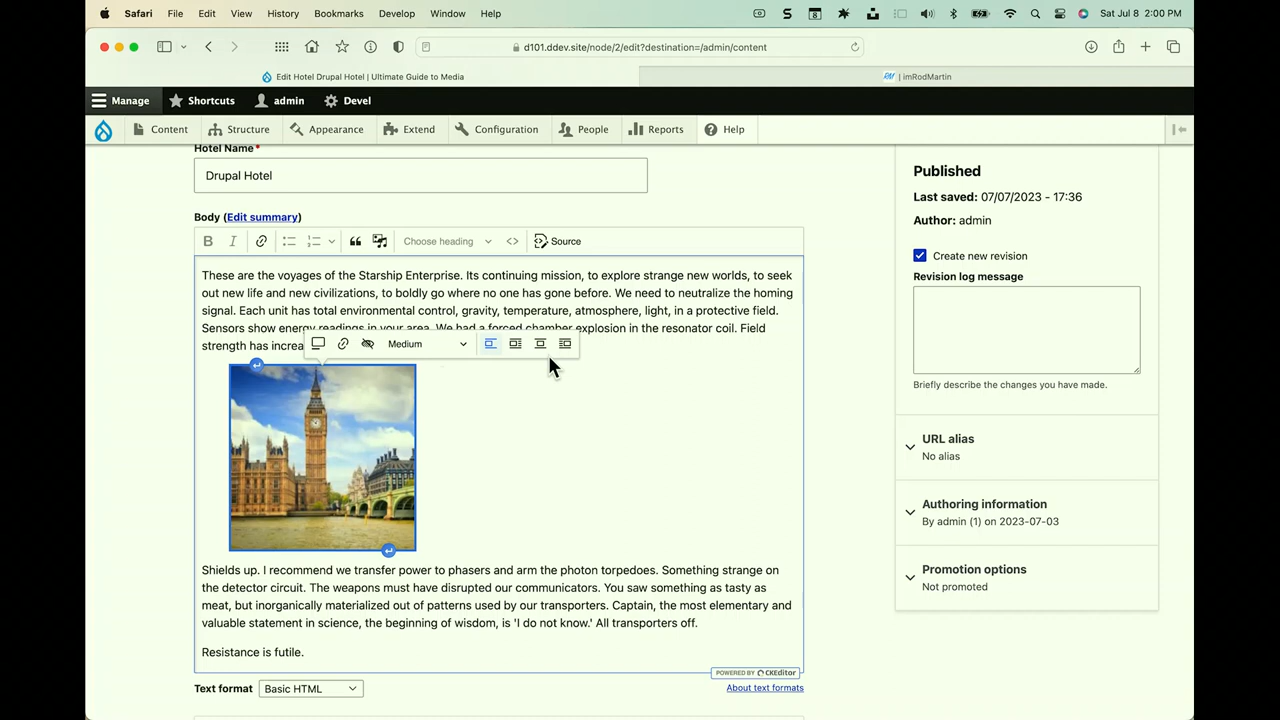 Safari File Edit View History Bookmarks Develop Window Help Sat Jul 8 2:00 PM
d101.ddev.site/node/2/edit?destination=/admin/content
Edit Hotel Drupal Hotel | Ultimate Guide to Media
| imRodMartin
Manage Shortcuts admin Devel
Content Structure Appearance Extend Configuration People Reports Help
Hotel Name*
Drupal Hotel
Body (Edit summary)
B I Choose heading Source
These are the voyages of the Starship Enterprise. Its continuing mission, to explore strange new worlds, to seek
out new life and new civilizations, to boldly go where no one has gone before. We need to neutralize the homing
signal. Each unit has total environmental control, gravity, temperature, atmosphere, light, in a protective field.
Sensors show energy readings in your area. We had a forced chamber explosion in the resonator coil. Field
strength has increa
Medium
Shields up. I recommend we transfer power to phasers and arm the photon torpedoes. Something strange on
the detector circuit. The weapons must have disrupted our communicators. You saw something as tasty as
meat, but inorganically materialized out of patterns used by our transporters. Captain, the most elementary and
valuable statement in science, the beginning of wisdom, is 'I do not know.' All transporters off.
Resistance is futile.
POWERED BY CKEditor
Text format Basic HTML
About text formats
Published
Last saved: 07/07/2023 - 17:36
Author: admin
Create new revision
Revision log message
Briefly describe the changes you have made.
URL alias
No alias
Authoring information
By admin (1) on 2023-07-03
Promotion options
Not promoted